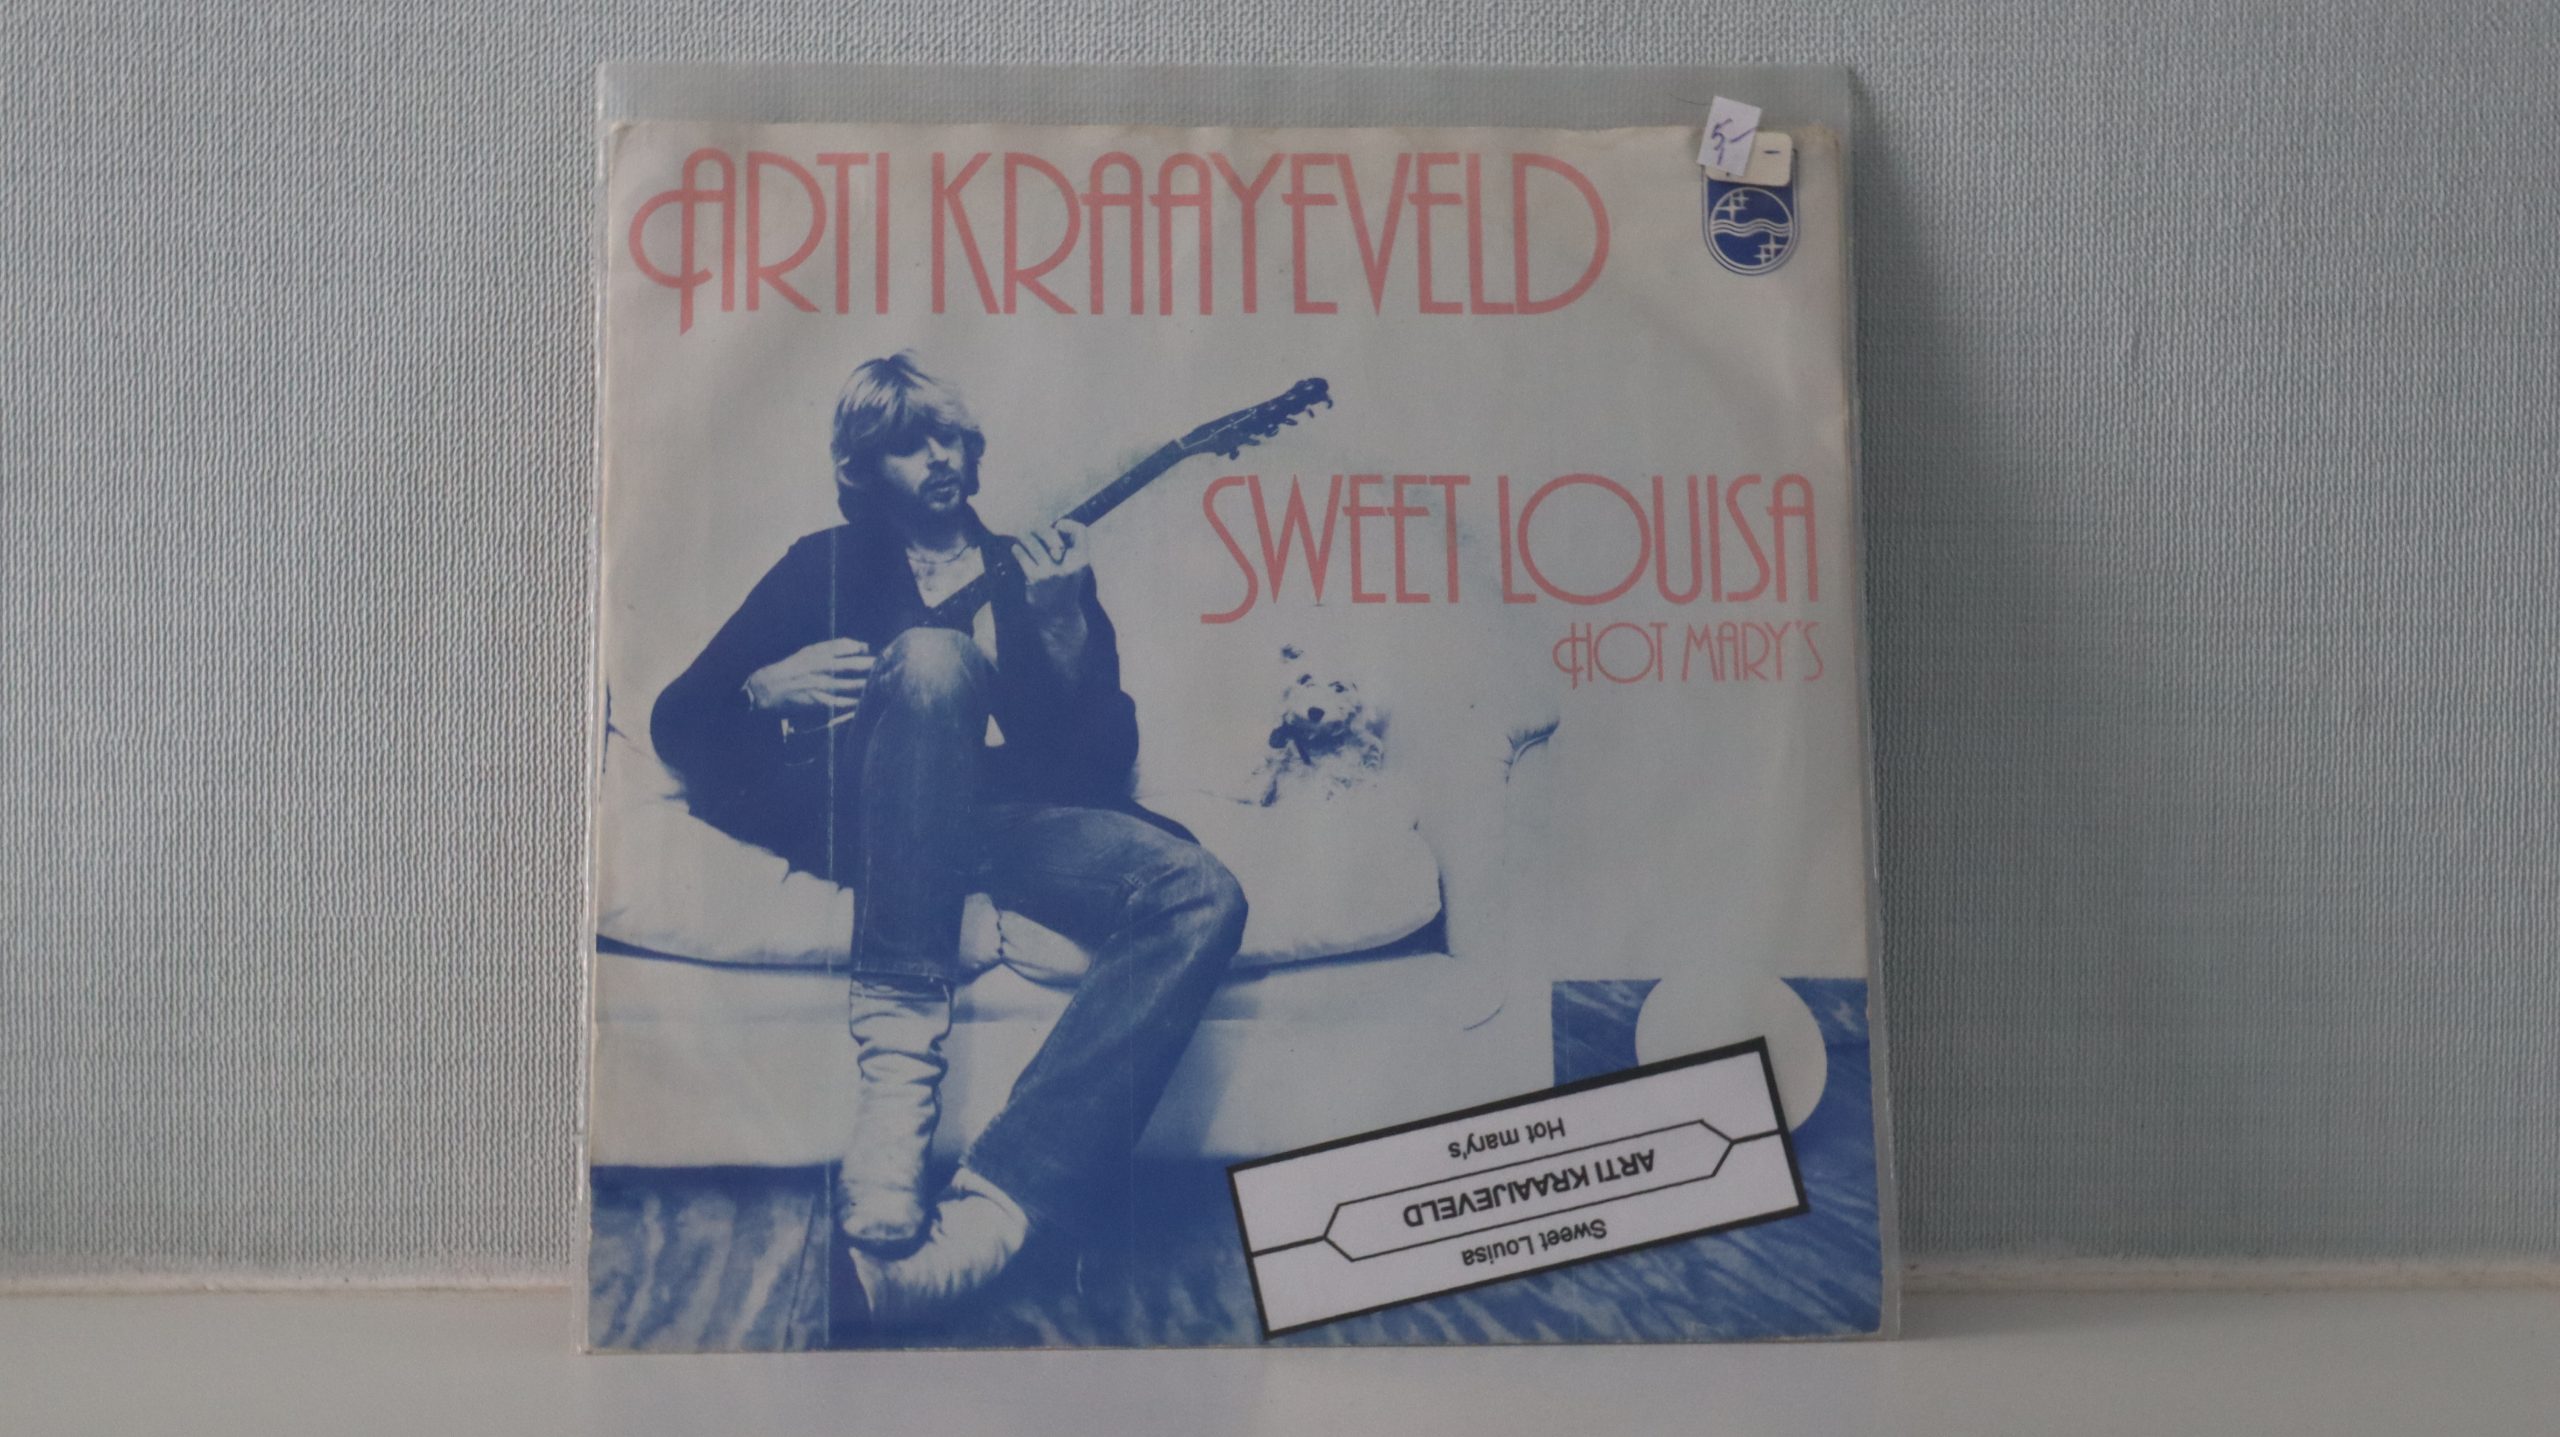 ARTI KRAAYEVELD
5,-
-
SWEET LOUISA
HOT MARY'S
Sweet Louisa
ARTI KRAAIJEVELD
Hot mary's